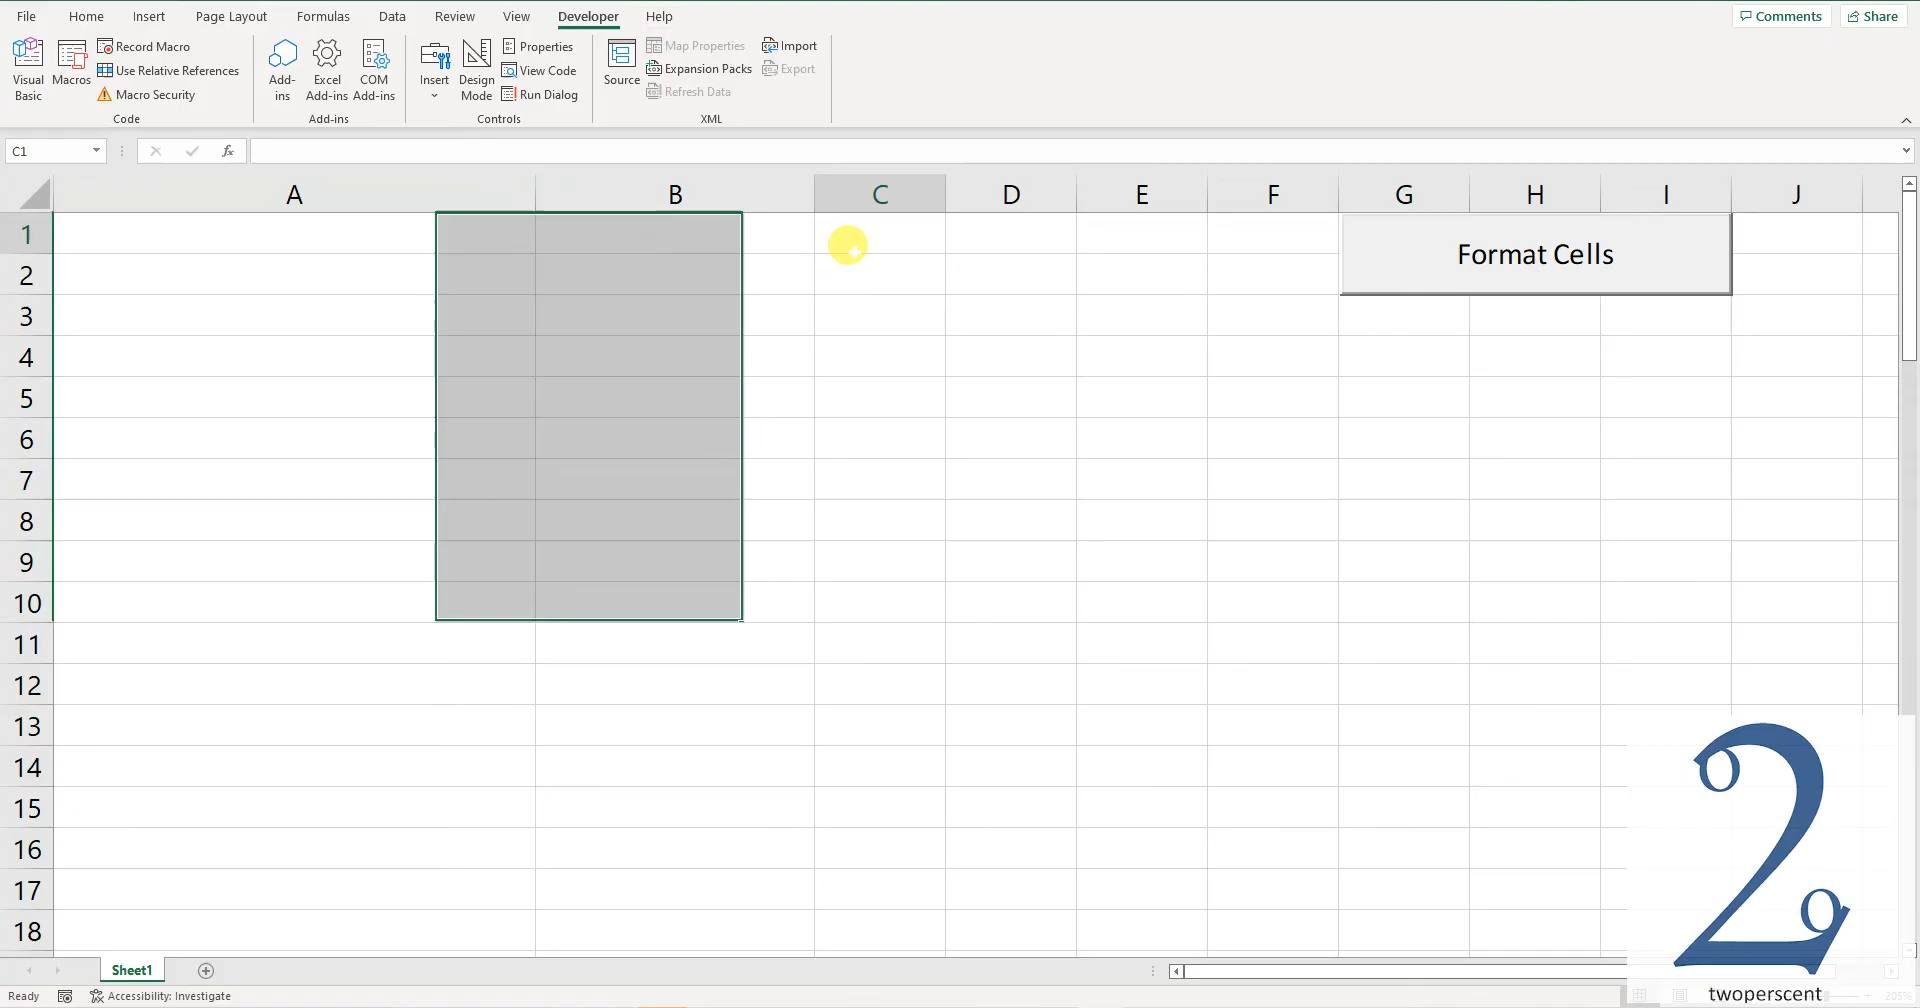 File Home Insert Page Layout Formulas Data Review View Developer Help Comments Share
Visual Basic
Macros
Record Macro
Use Relative References
Macro Security
Code
Add-ins
Excel Add-ins
COM Add-ins
Add-ins
Insert
Design Mode
Properties
View Code
Run Dialog
Controls
Source
Map Properties
Expansion Packs
Refresh Data
Import
Export
XML
C1 fx
A B C D E F G H I J
1
2
3
4
5
6
7
8
9
10
11
12
13
14
15
16
17
18
Format Cells
2
twoperscent
Sheet1
Ready Accessibility: Investigate 205%